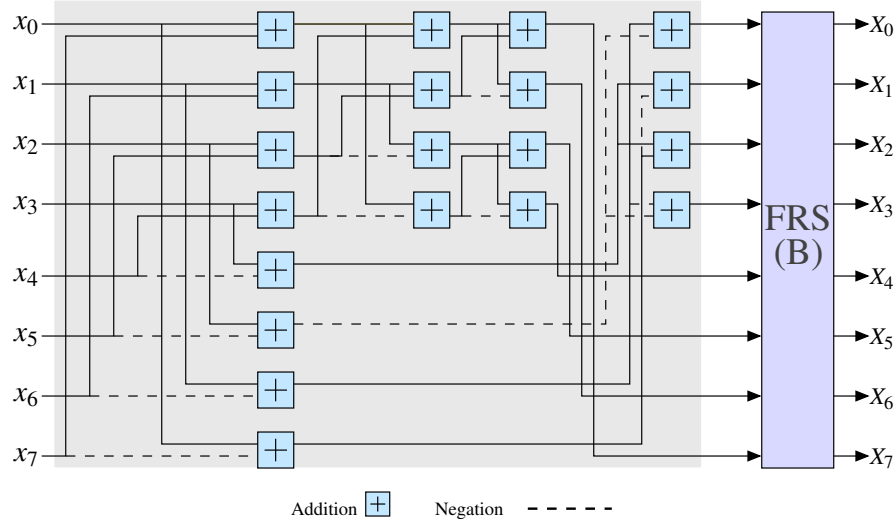 x0 X0
x1 X1
x2 X2
x3 X3
FRS
(B)
x4 X4
x5 X5
x6 X6
x7 X7
Addition Negation